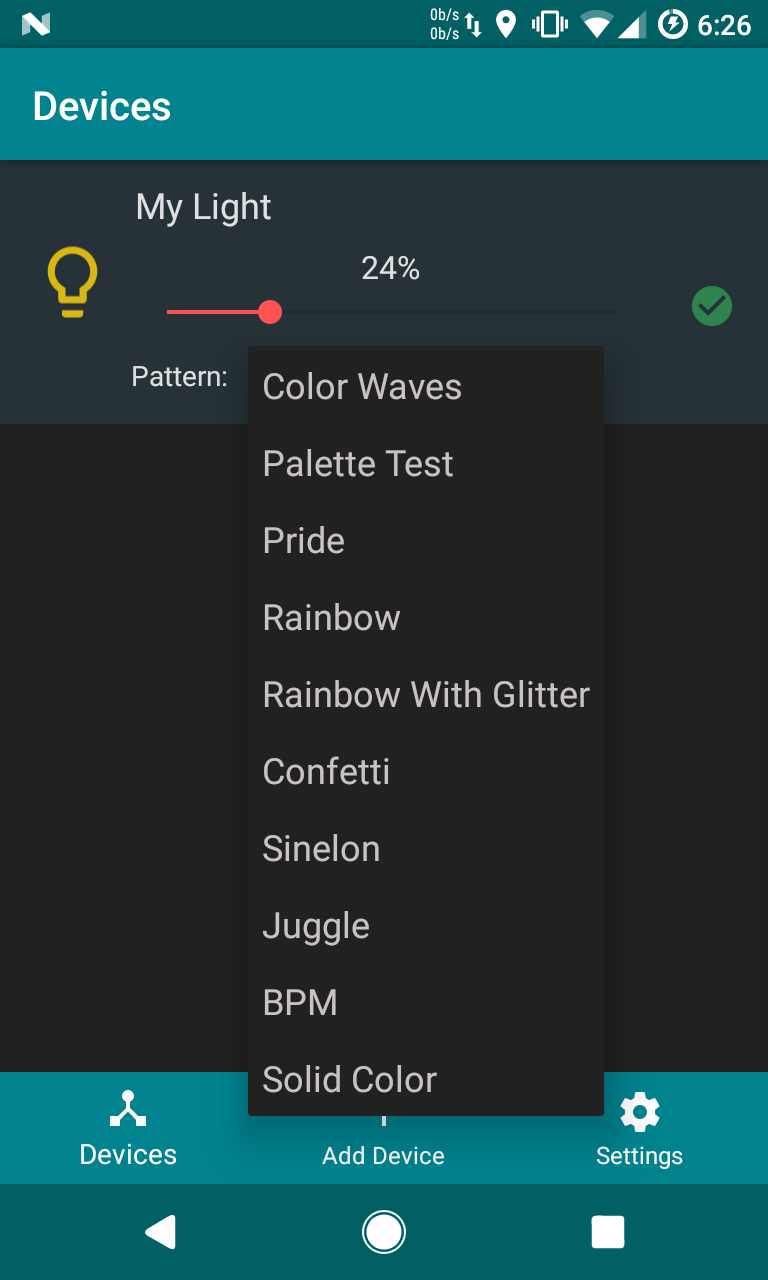 0b/s
0b/s
6:26
Devices
My Light
24%
Pattern:
Color Waves
Palette Test
Pride
Rainbow
Rainbow With Glitter
Confetti
Sinelon
Juggle
BPM
Solid Color
Devices
Add Device
Settings